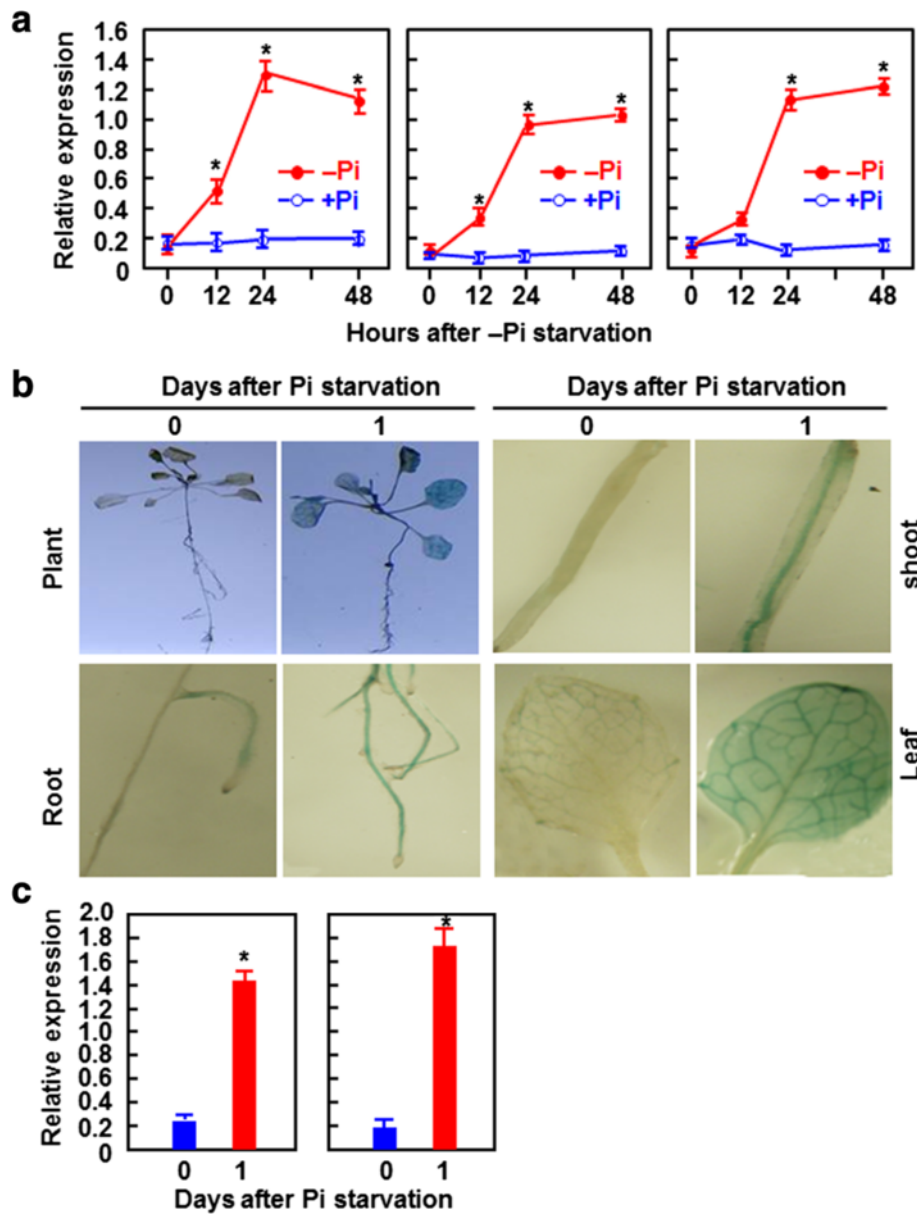 a
Relative expression
1.6
1.4
1.2
1.0
0.8
0.6
0.4
0.2
0
*
*
*
–Pi
+Pi
0 12 24 48
*
*
*
–Pi
+Pi
0 12 24 48
*
*
–Pi
+Pi
0 12 24 48
Hours after –Pi starvation
b
Days after Pi starvation
0 1
Days after Pi starvation
0 1
Plant
shoot
Root
Leaf
c
Relative expression
2.0
1.8
1.6
1.4
1.2
1.0
0.8
0.6
0.4
0.2
0
*
*
0 1
0 1
Days after Pi starvation